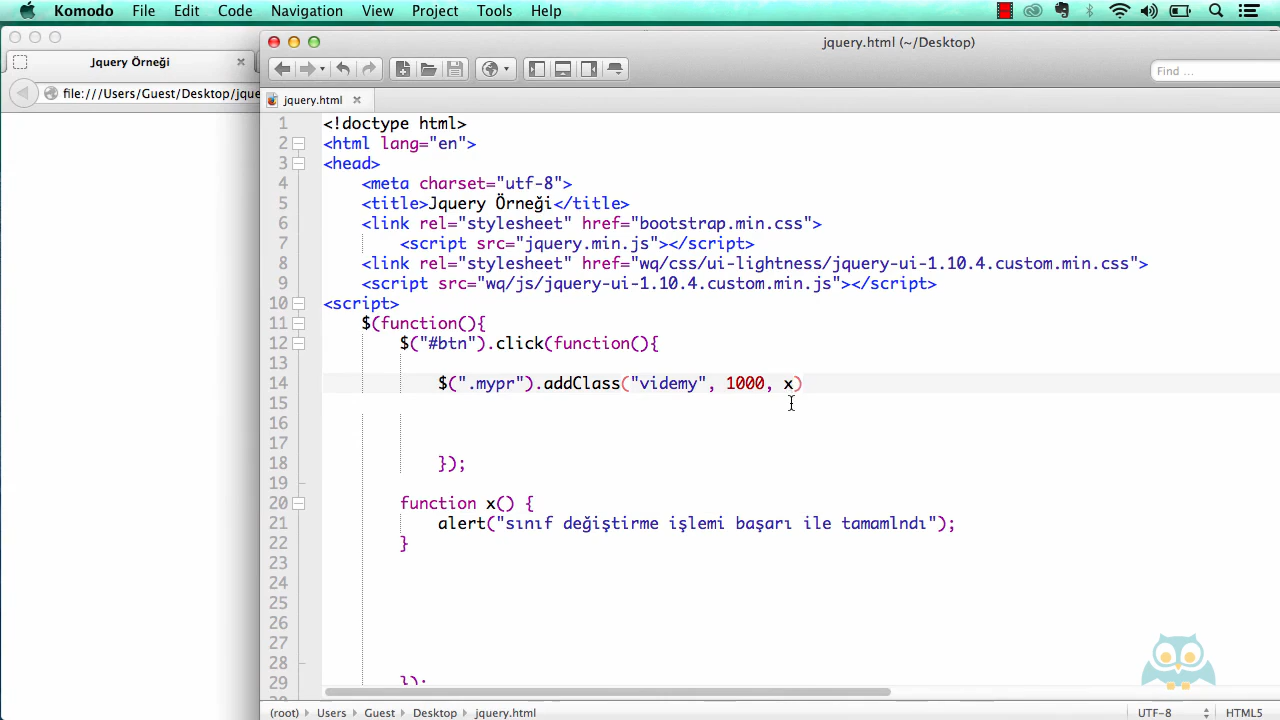 Komodo File Edit Code Navigation View Project Tools Help
jquery.html (~/Desktop)
Jquery Örneği
file:///Users/Guest/Desktop/jque
Find ...
jquery.html
1 <!doctype html>
2 <html lang="en">
3 <head>
4 <meta charset="utf-8">
5 <title>Jquery Örneği</title>
6 <link rel="stylesheet" href="bootstrap.min.css">
7 <script src="jquery.min.js"></script>
8 <link rel="stylesheet" href="wq/css/ui-lightness/jquery-ui-1.10.4.custom.min.css">
9 <script src="wq/js/jquery-ui-1.10.4.custom.min.js"></script>
10 <script>
11 $(function(){
12 $("#btn").click(function(){
13
14 $(".mypr").addClass("videmy", 1000, x)
15
16
17
18 });
19
20 function x() {
21 alert("sınıf değiştirme işlemi başarı ile tamamlndı");
22 }
23
24
25
26
27
28
29 });
(root) Users Guest Desktop jquery.html UTF-8 HTML5